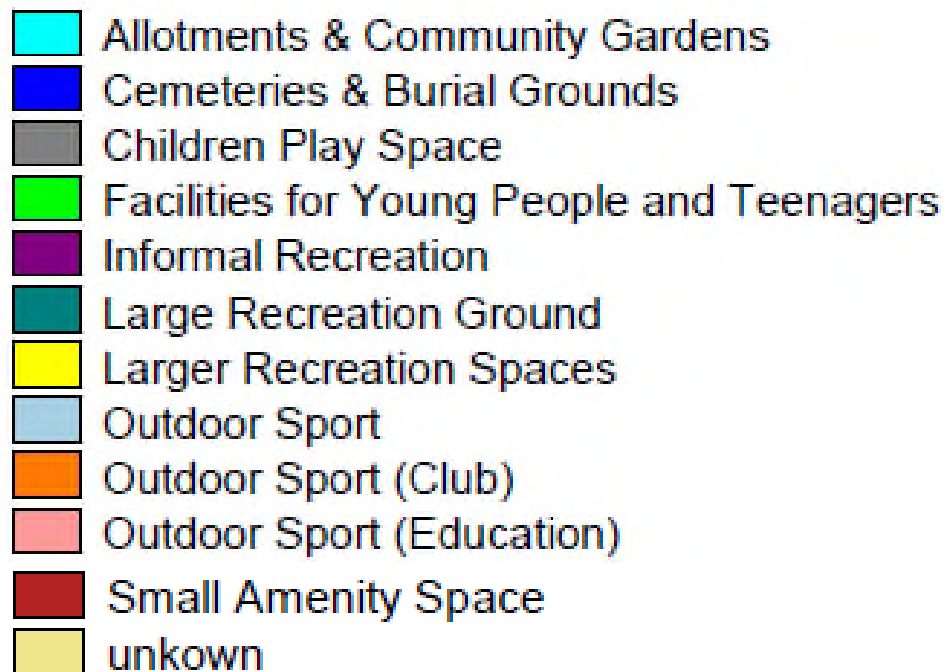 Allotments & Community Gardens
Cemeteries & Burial Grounds
Children Play Space
Facilities for Young People and Teenagers
Informal Recreation
Large Recreation Ground
Larger Recreation Spaces
Outdoor Sport
Outdoor Sport (Club)
Outdoor Sport (Education)
Small Amenity Space
unkown